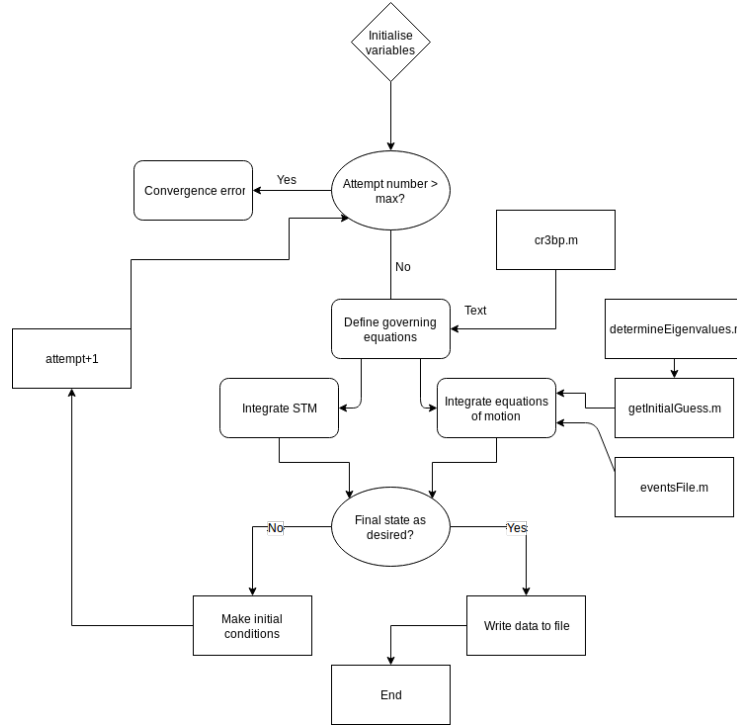 Initialise
variables
Attempt number >
max?
Yes
Convergence error
No
cr3bp.m
Text
Define governing
equations
determineEigenvalues.m
attempt+1
Integrate STM
Integrate equations
of motion
getInitialGuess.m
eventsFile.m
Final state as
desired?
No
Yes
Make initial
conditions
Write data to file
End